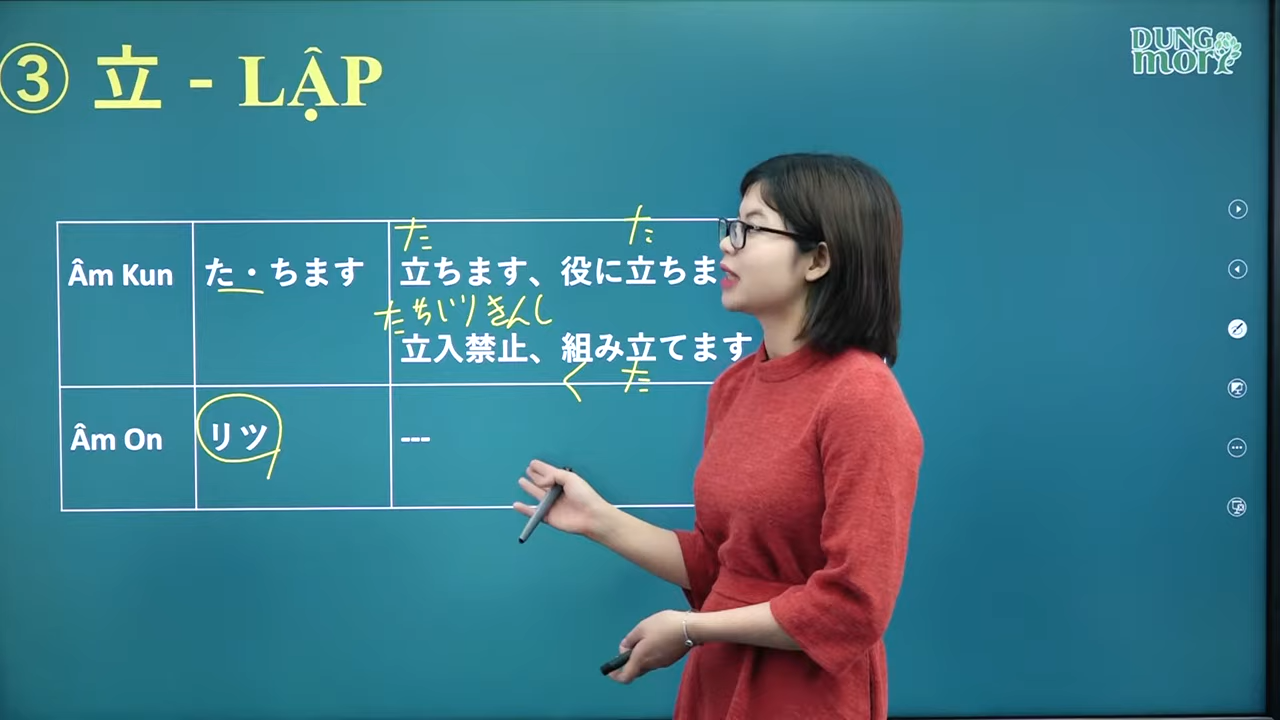 ③ 立 - LẬP
DUNG
mori
た た
Âm Kun た・ちます 立ちます、役に立ちま
たちいりきんし
立入禁止、組み立てます
く た
Âm On リツ ---